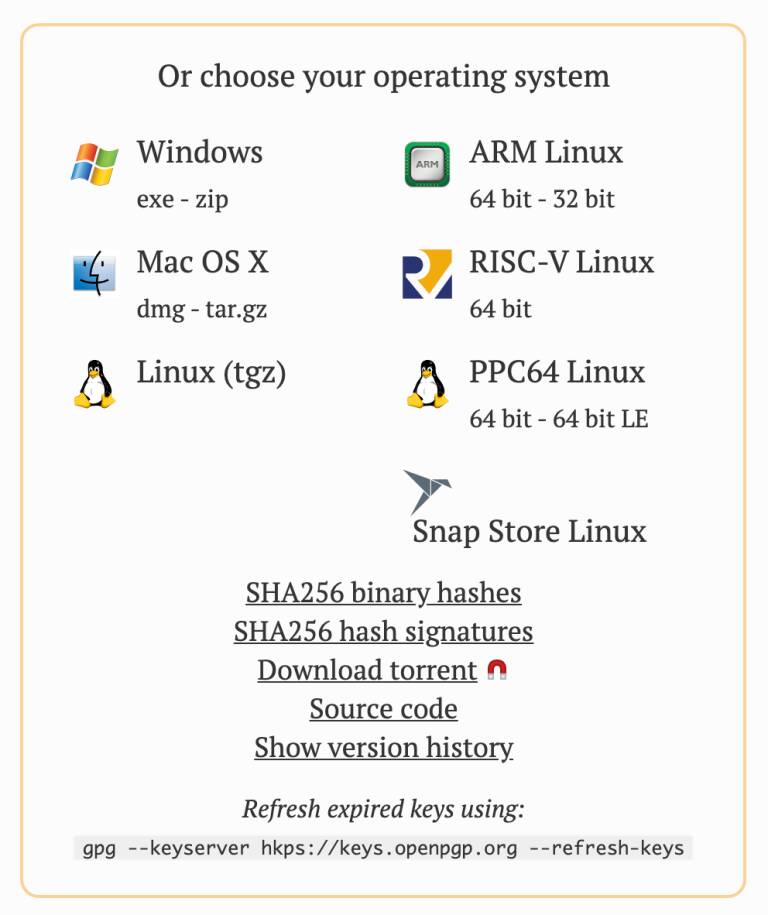 Or choose your operating system
Windows
exe - zip
ARM
ARM Linux
64 bit - 32 bit
Mac OS X
dmg - tar.gz
RISC-V Linux
64 bit
Linux (tgz)
PPC64 Linux
64 bit - 64 bit LE
Snap Store Linux
SHA256 binary hashes
SHA256 hash signatures
Download torrent
Source code
Show version history
Refresh expired keys using:
gpg --keyserver hkps://keys.openpgp.org --refresh-keys